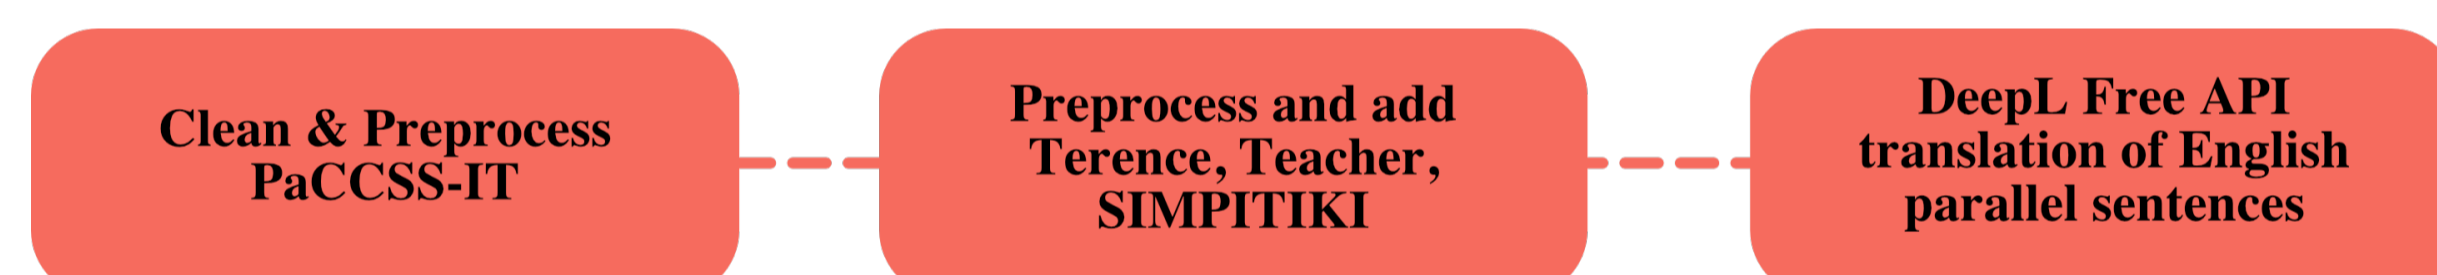 Clean & Preprocess
PaCCSS-IT
Preprocess and add
Terence, Teacher,
SIMPITIKI
DeepL Free API
translation of English
parallel sentences